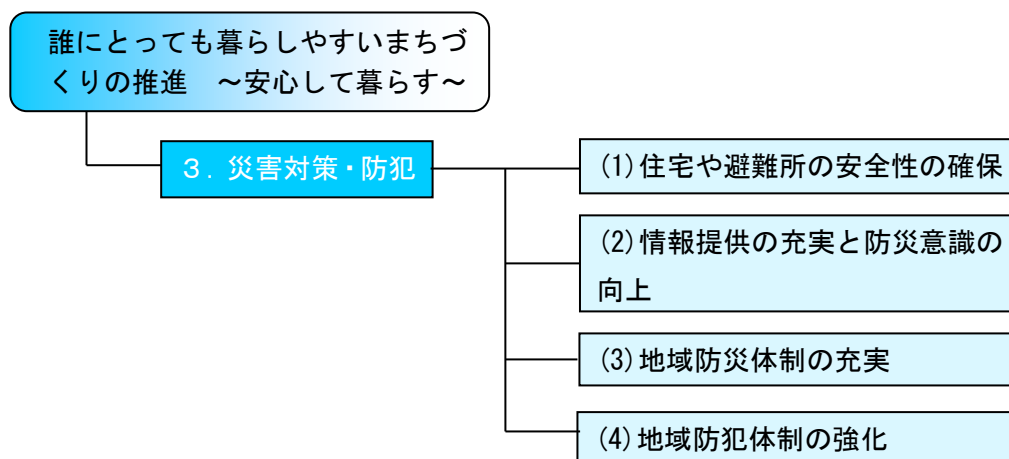 誰にとっても暮らしやすいまちづ
くりの推進　～安心して暮らす～
３．災害対策・防犯
(1)住宅や避難所の安全性の確保
(2)情報提供の充実と防災意識の
向上
(3)地域防災体制の充実
(4)地域防犯体制の強化